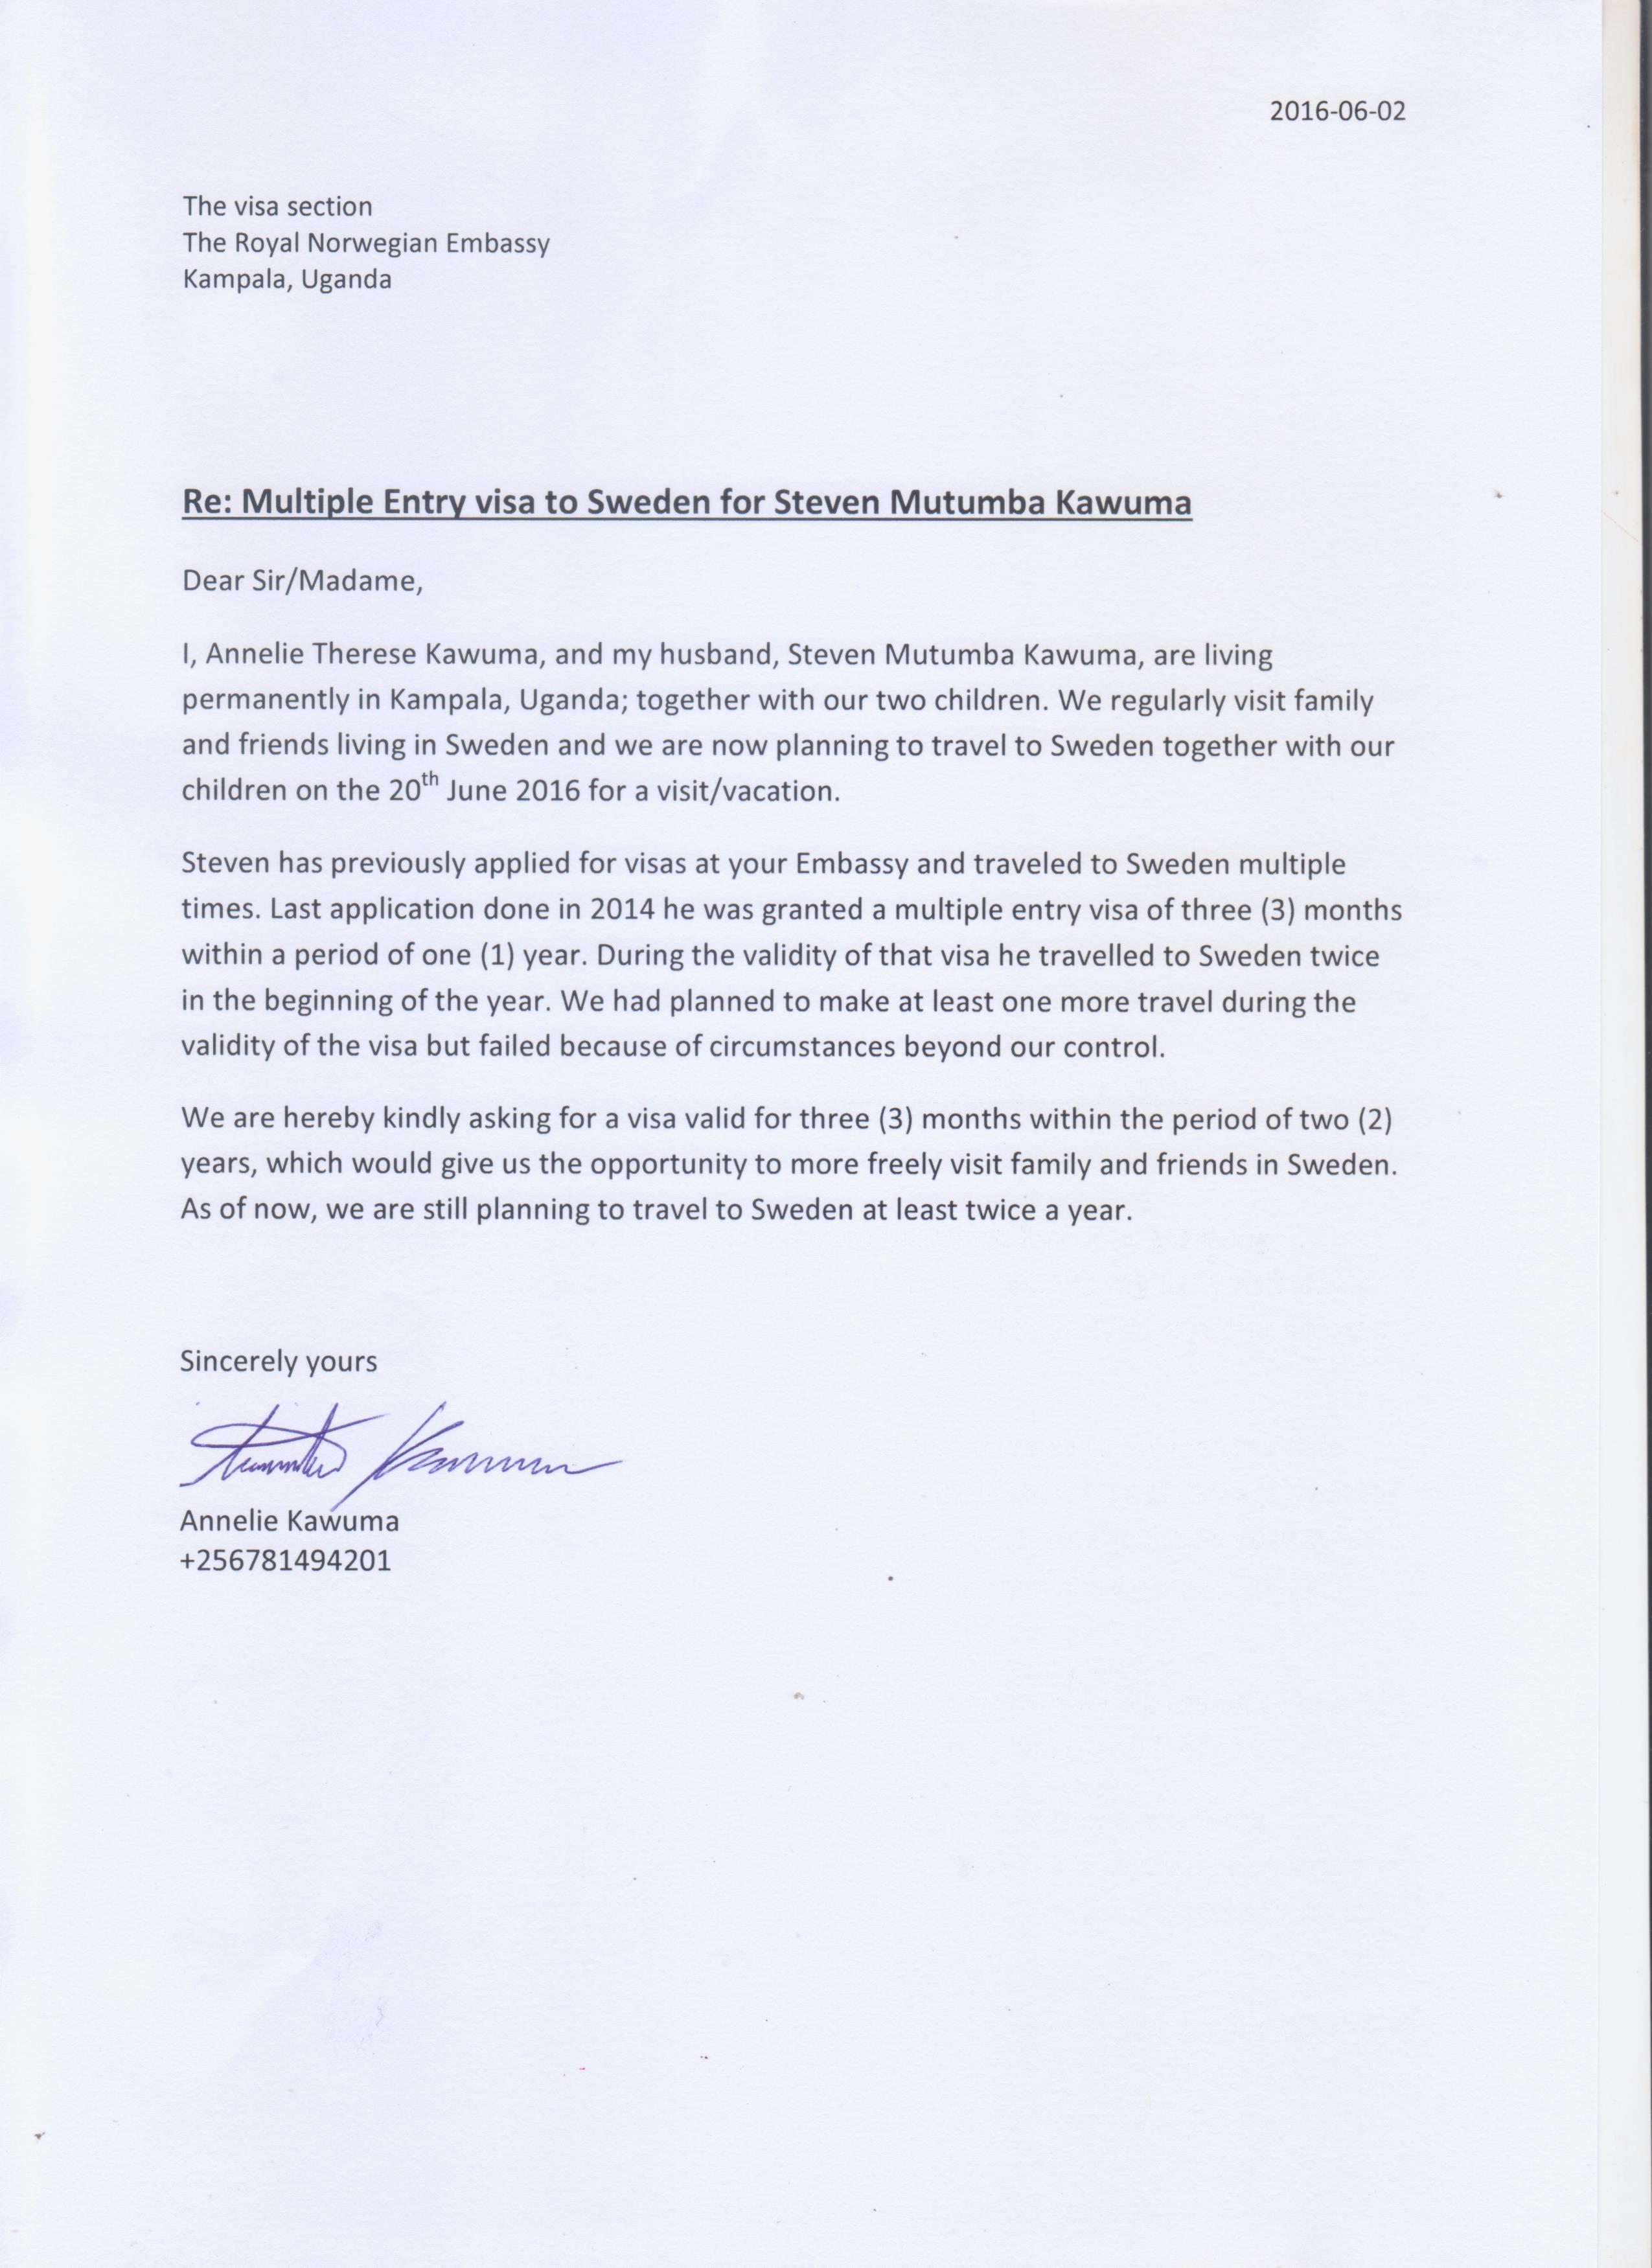 2016-06-02
The visa section
The Royal Norwegian Embassy
Kampala, Uganda
Re: Multiple Entry visa to Sweden for Steven Mutumba Kawuma
Dear Sir/Madame,
I, Annelie Therese Kawuma, and my husband, Steven Mutumba Kawuma, are living
permanently in Kampala, Uganda; together with our two children. We regularly visit family
and friends living in Sweden and we are now planning to travel to Sweden together with our
children on the 20th June 2016 for a visit/vacation.
Steven has previously applied for visas at your Embassy and traveled to Sweden multiple
times. Last application done in 2014 he was granted a multiple entry visa of three (3) months
within a period of one (1) year. During the validity of that visa he travelled to Sweden twice
in the beginning of the year. We had planned to make at least one more travel during the
validity of the visa but failed because of circumstances beyond our control.
We are hereby kindly asking for a visa valid for three (3) months within the period of two (2)
years, which would give us the opportunity to more freely visit family and friends in Sweden.
As of now, we are still planning to travel to Sweden at least twice a year.
Sincerely yours
Annelie Kawuma
+256781494201